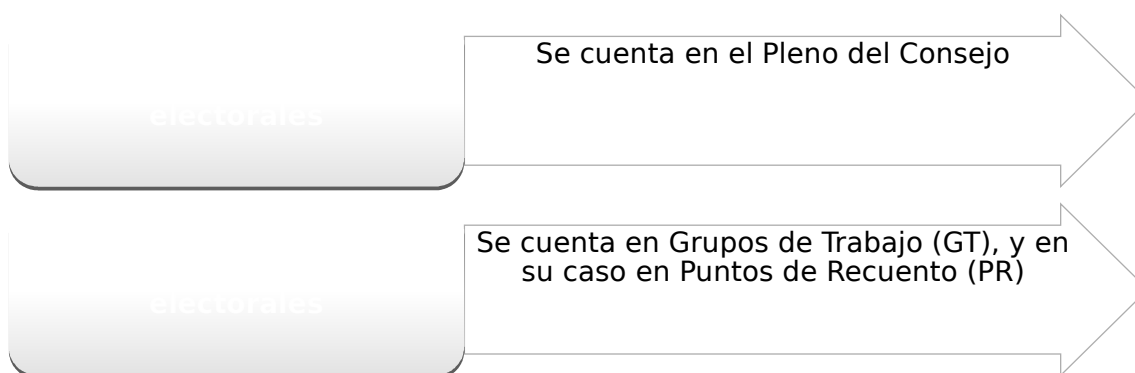 Se cuenta en el Pleno del Consejo
electorales
Se cuenta en Grupos de Trabajo (GT), y en
su caso en Puntos de Recuento (PR)
electorales